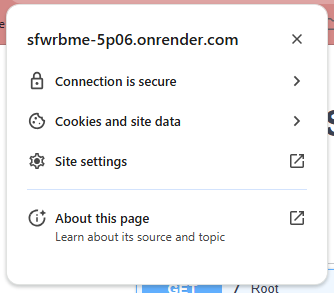 sfwrbme-5p06.onrender.com
Connection is secure
Cookies and site data
Site settings
About this page
Learn about its source and topic
GET / Root